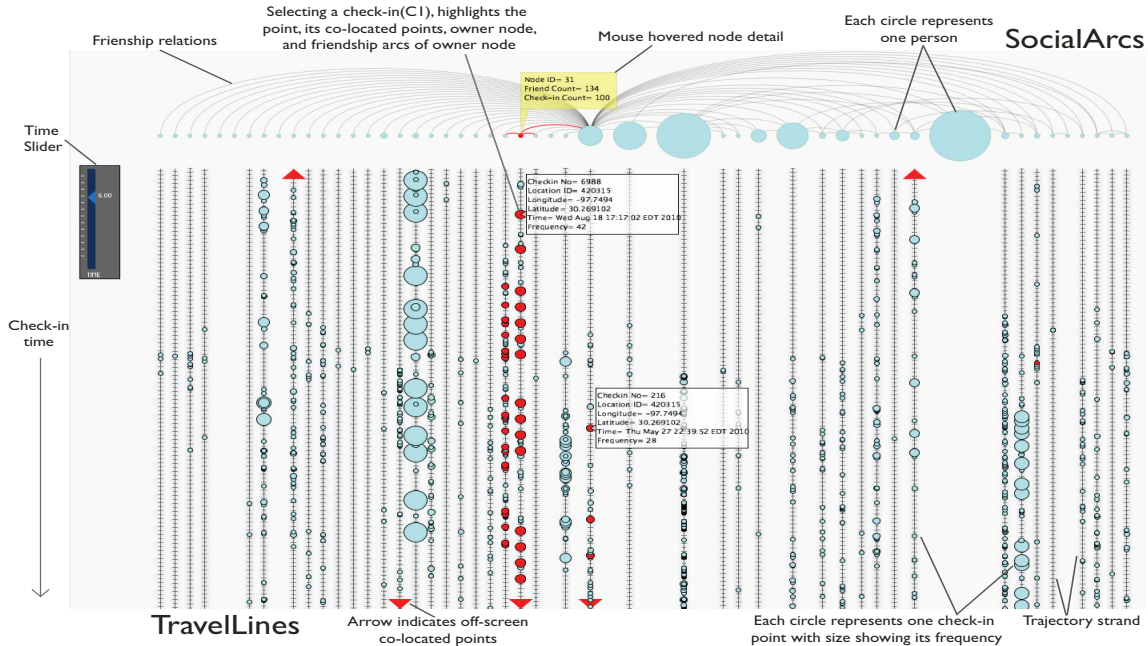 Selecting a check-in(C1), highlights the
point, its co-located points, owner node,
and friendship arcs of owner node
Frienship relations
Mouse hovered node detail
Each circle represents
one person
SocialArcs
Node ID= 31
Friend Count= 134
Check-in Count= 100
Time
Slider
6.00
TIME
Checkin No= 6988
Location ID= 420315
Longitude= -97.7494
Latitude= 30.269102
Time= Wed Aug 18 17:17:02 EDT 2010
Frequency= 42
Check-in
time
Checkin No= 216
Location ID= 420315
Longitude= -97.7494
Latitude= 30.269102
Time= Thu May 27 22:39:52 EDT 2010
Frequency= 28
TravelLines
Arrow indicates off-screen
co-located points
Each circle represents one check-in
point with size showing its frequency
Trajectory strand